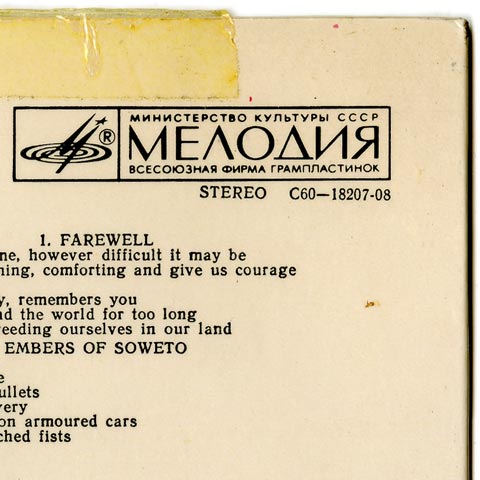 ®
МИНИСТЕРСТВО КУЛЬТУРЫ СССР
МЕЛОДИЯ
ВСЕСОЮЗНАЯ ФИРМА ГРАМПЛАСТИНОК
STEREO С60—18207-08
1. FAREWELL
ne, however difficult it may be
ning, comforting and give us courage
y, remembers you
nd the world for too long
reeding ourselves in our land
EMBERS OF SOWETO
e
ullets
very
on armoured cars
ched fists